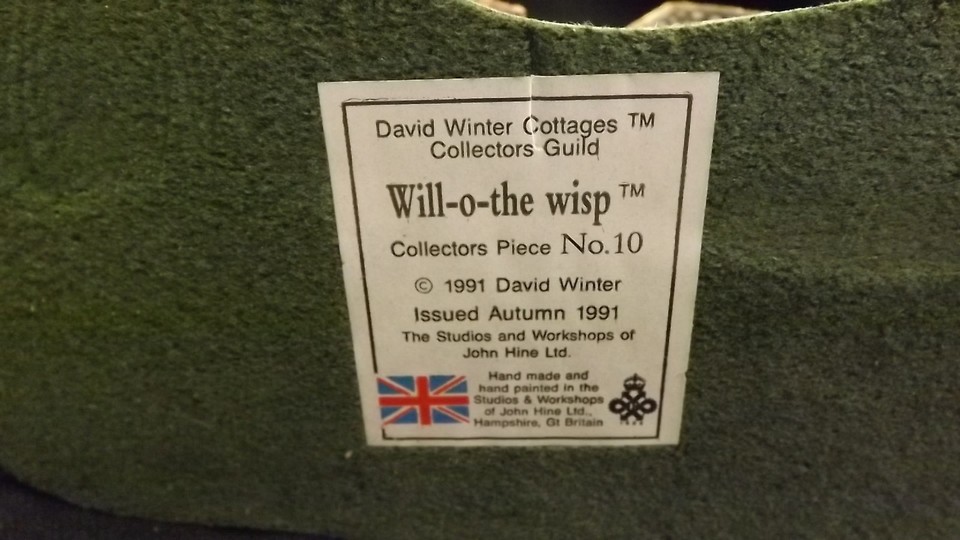 David Winter Cottages ™
Collectors Guild
Will-o-the wisp ™
Collectors Piece No.10
© 1991 David Winter
Issued Autumn 1991
The Studios and Workshops of
John Hine Ltd.
Hand made and
hand painted in the
Studios & Workshops
of John Hine Ltd.,
Hampshire, Gt Britain